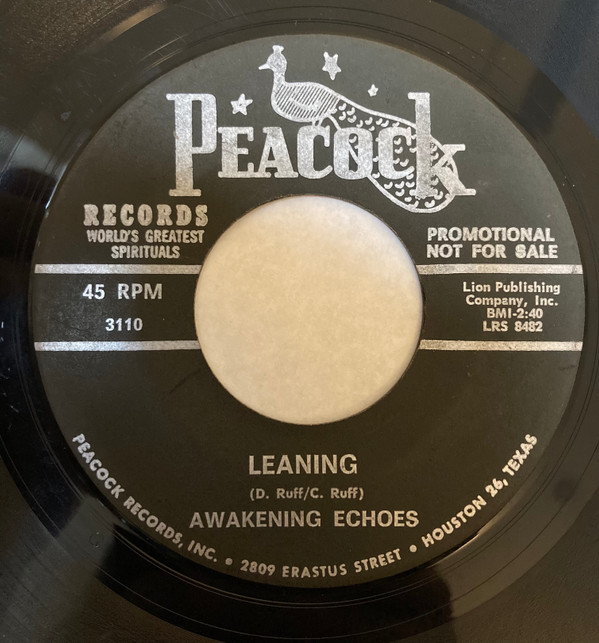 PEACOCK
RECORDS
WORLD'S GREATEST
SPIRITUALS
PROMOTIONAL
NOT FOR SALE
45 RPM
3110
Lion Publishing
Company, Inc.
BMI-2:40
LRS 8482
LEANING
(D. Ruff/C. Ruff)
AWAKENING ECHOES
PEACOCK RECORDS, INC. • 2809 ERASTUS STREET • HOUSTON 26, TEXAS